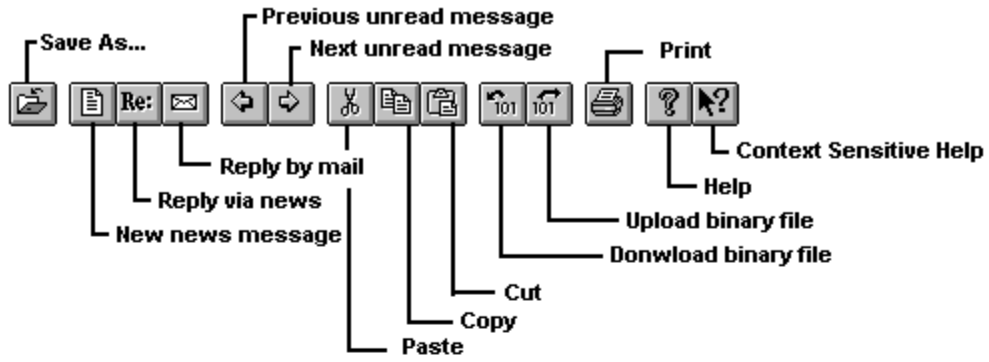 Previous unread message
Save As...
Next unread message
Print
Re:
101
101
?
?
Context Sensitive Help
Reply by mail
Help
Reply via news
Upload binary file
New news message
Donwload binary file
Cut
Copy
Paste